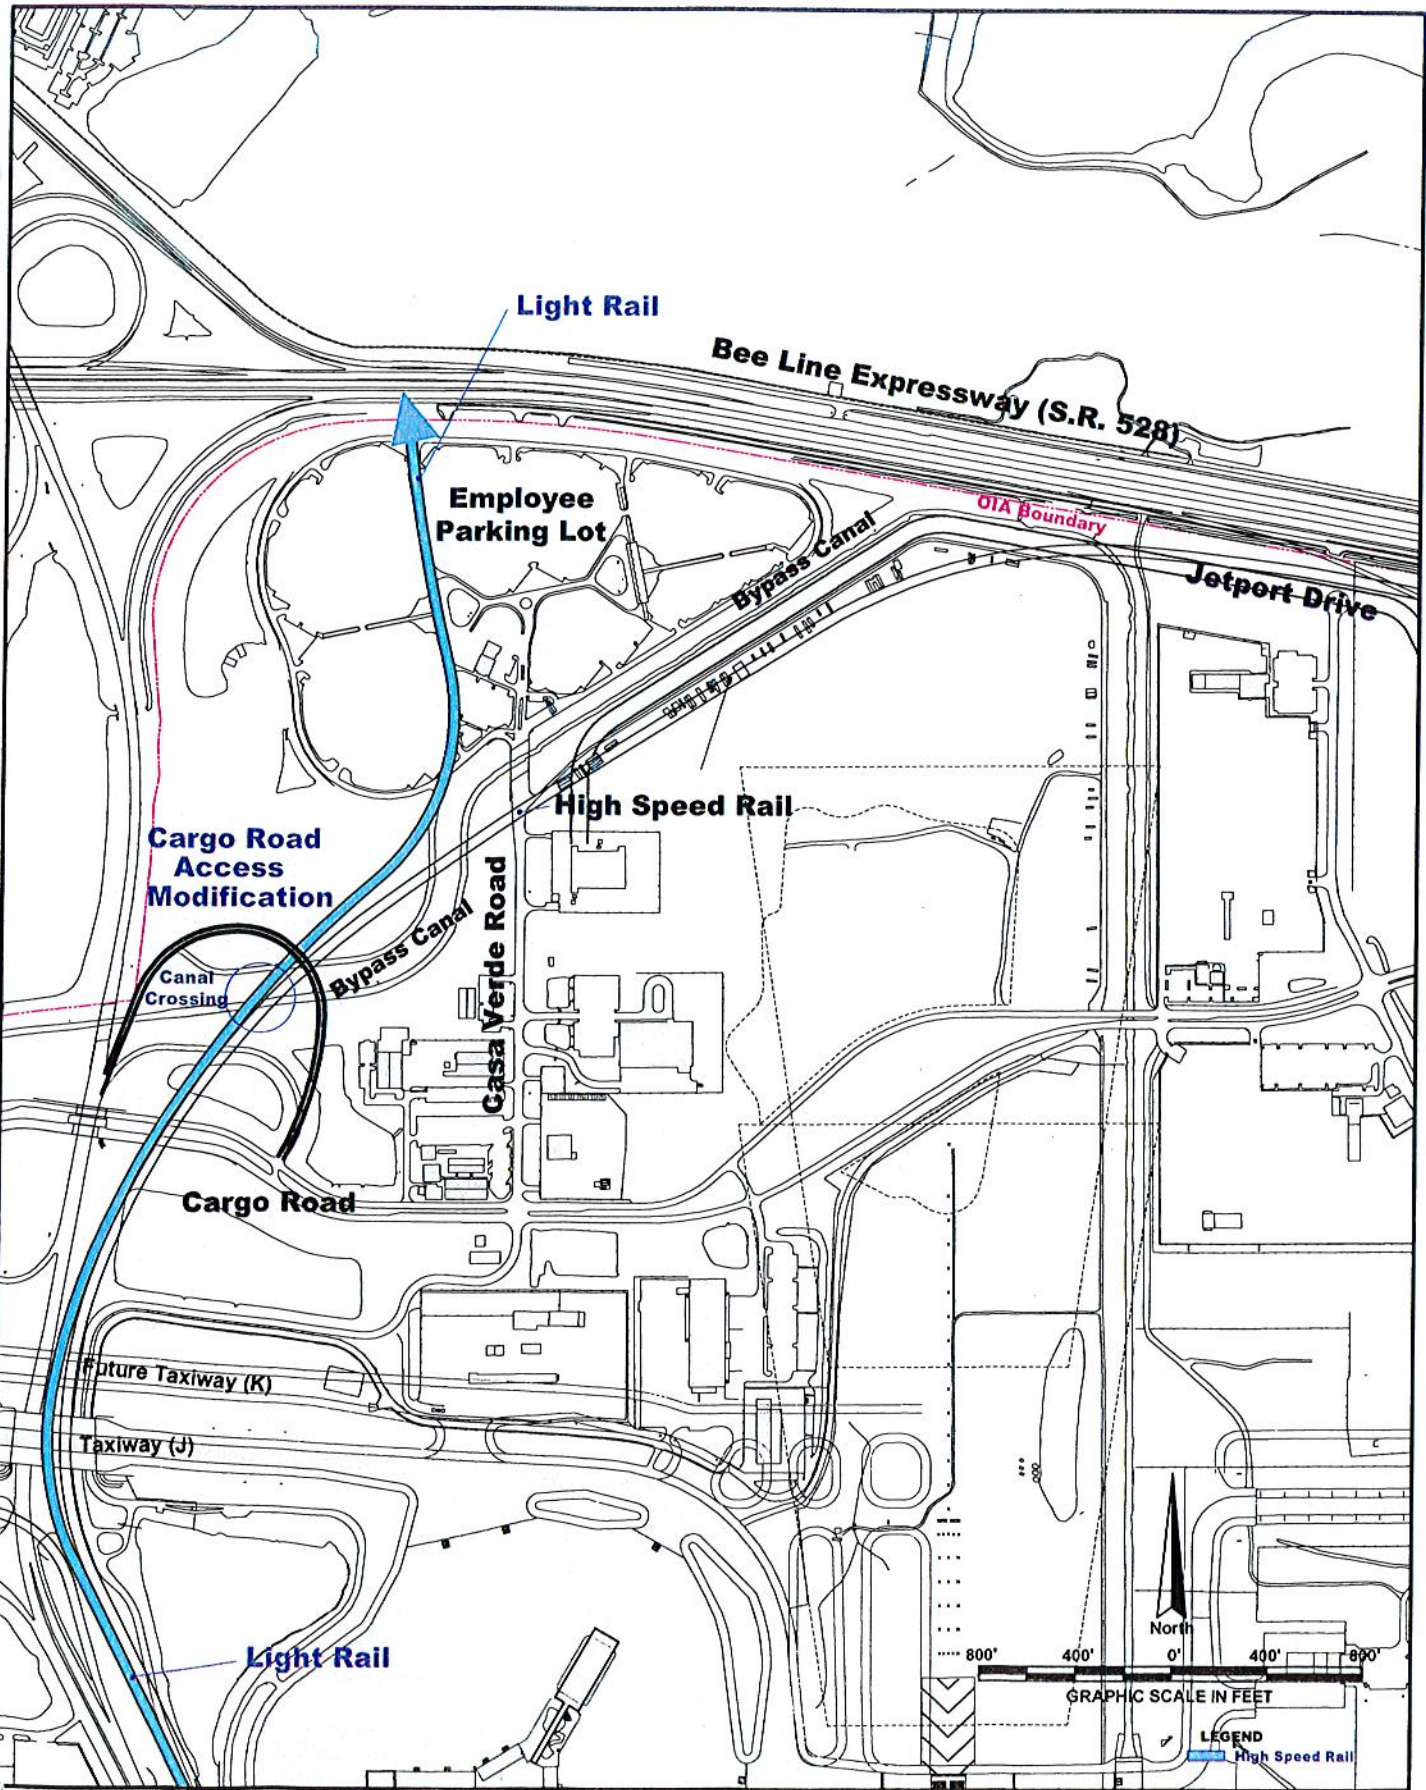 Light Rail
Bee Line Expressway (S.R. 528)
Employee
Parking Lot
OIA Boundary
Bypass Canal
Jetport Drive
High Speed Rail
Cargo Road
Access
Modification
Casa Verde Road
Bypass Canal
Canal
Crossing
Cargo Road
Future Taxiway (K)
Taxiway (J)
Light Rail
North
800' 400' 0' 400' 800'
GRAPHIC SCALE IN FEET
LEGEND
High Speed Rail